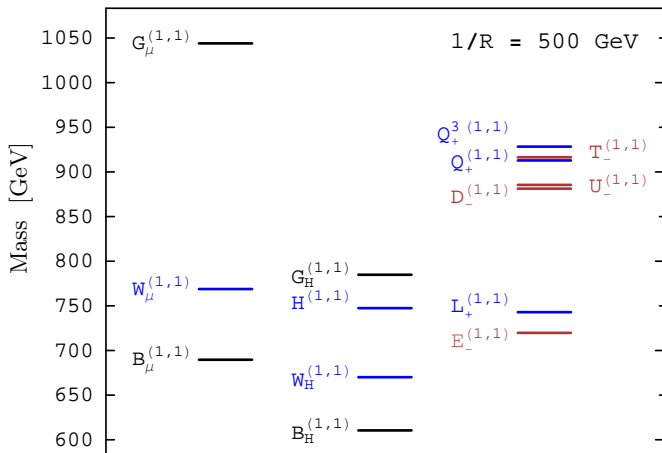 1/R = 500 GeV
Mass [GeV]
1050
1000
950
900
850
800
750
700
650
600
G_μ^(1,1)
W_μ^(1,1)
B_μ^(1,1)
G_H^(1,1)
H^(1,1)
W_H^(1,1)
B_H^(1,1)
Q_+^3 (1,1)
Q_+^(1,1)
T_-^(1,1)
D_-^(1,1)
U_-^(1,1)
L_+^(1,1)
E_-^(1,1)